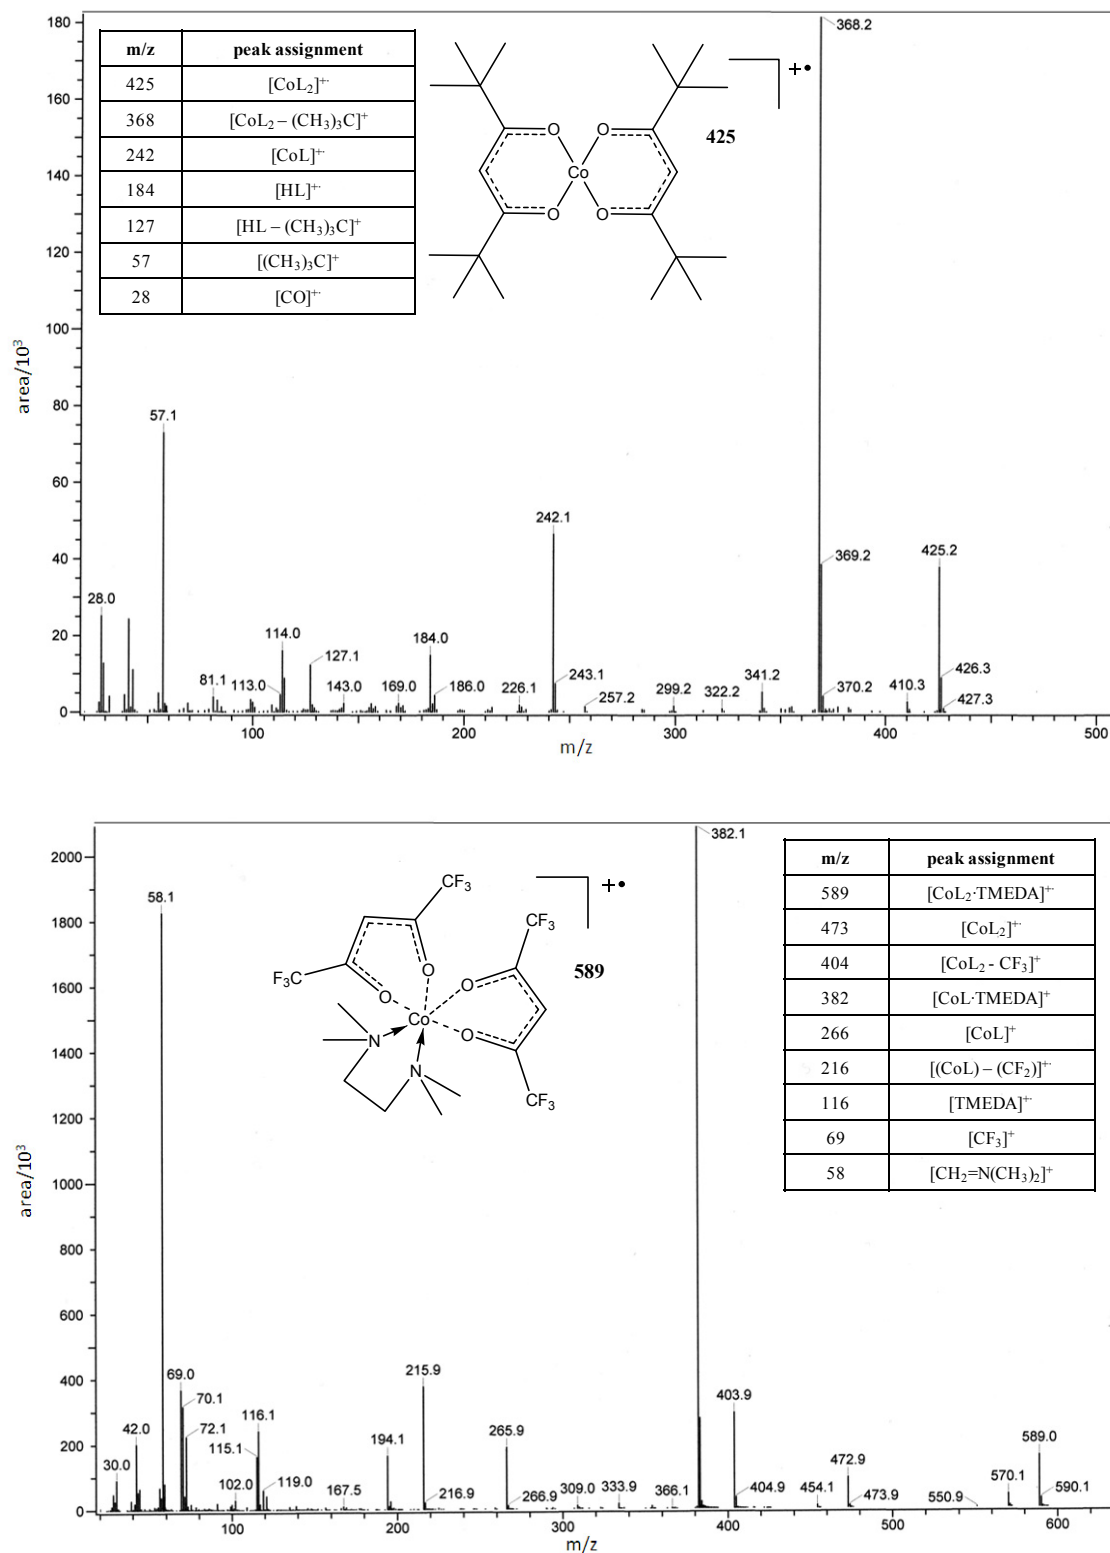 180
160
140
120
100
80
60
40
20
0
area/10³
m/z peak assignment
425 [CoL₂]⁺·
368 [CoL₂ – (CH₃)₃C]⁺
242 [CoL]⁺·
184 [HL]⁺·
127 [HL – (CH₃)₃C]⁺
57 [(CH₃)₃C]⁺
28 [CO]⁺·
O O
Co
O O
+•
425
368.2
57.1
28.0
81.1
113.0
114.0
127.1
143.0
169.0
184.0
186.0
226.1
242.1
243.1
257.2
299.2
322.2
341.2
369.2
370.2
410.3
425.2
426.3
427.3
100 200 300 400 500
m/z
2000
1800
1600
1400
1200
1000
800
600
400
200
0
area/10³
CF₃
F₃C
O
O
Co
N
N
O
O
CF₃
CF₃
+•
589
m/z peak assignment
589 [CoL₂·TMEDA]⁺·
473 [CoL₂]⁺·
404 [CoL₂ - CF₃]⁺
382 [CoL·TMEDA]⁺
266 [CoL]⁺
216 [(CoL) – (CF₂)]⁺·
116 [TMEDA]⁺·
69 [CF₃]⁺
58 [CH₂=N(CH₃)₂]⁺
382.1
58.1
30.0
42.0
69.0
70.1
72.1
102.0
115.1
116.1
119.0
167.5
194.1
215.9
216.9
265.9
266.9
309.0
333.9
366.1
403.9
404.9
454.1
472.9
473.9
550.9
570.1
589.0
590.1
100 200 400 500 600
m/z